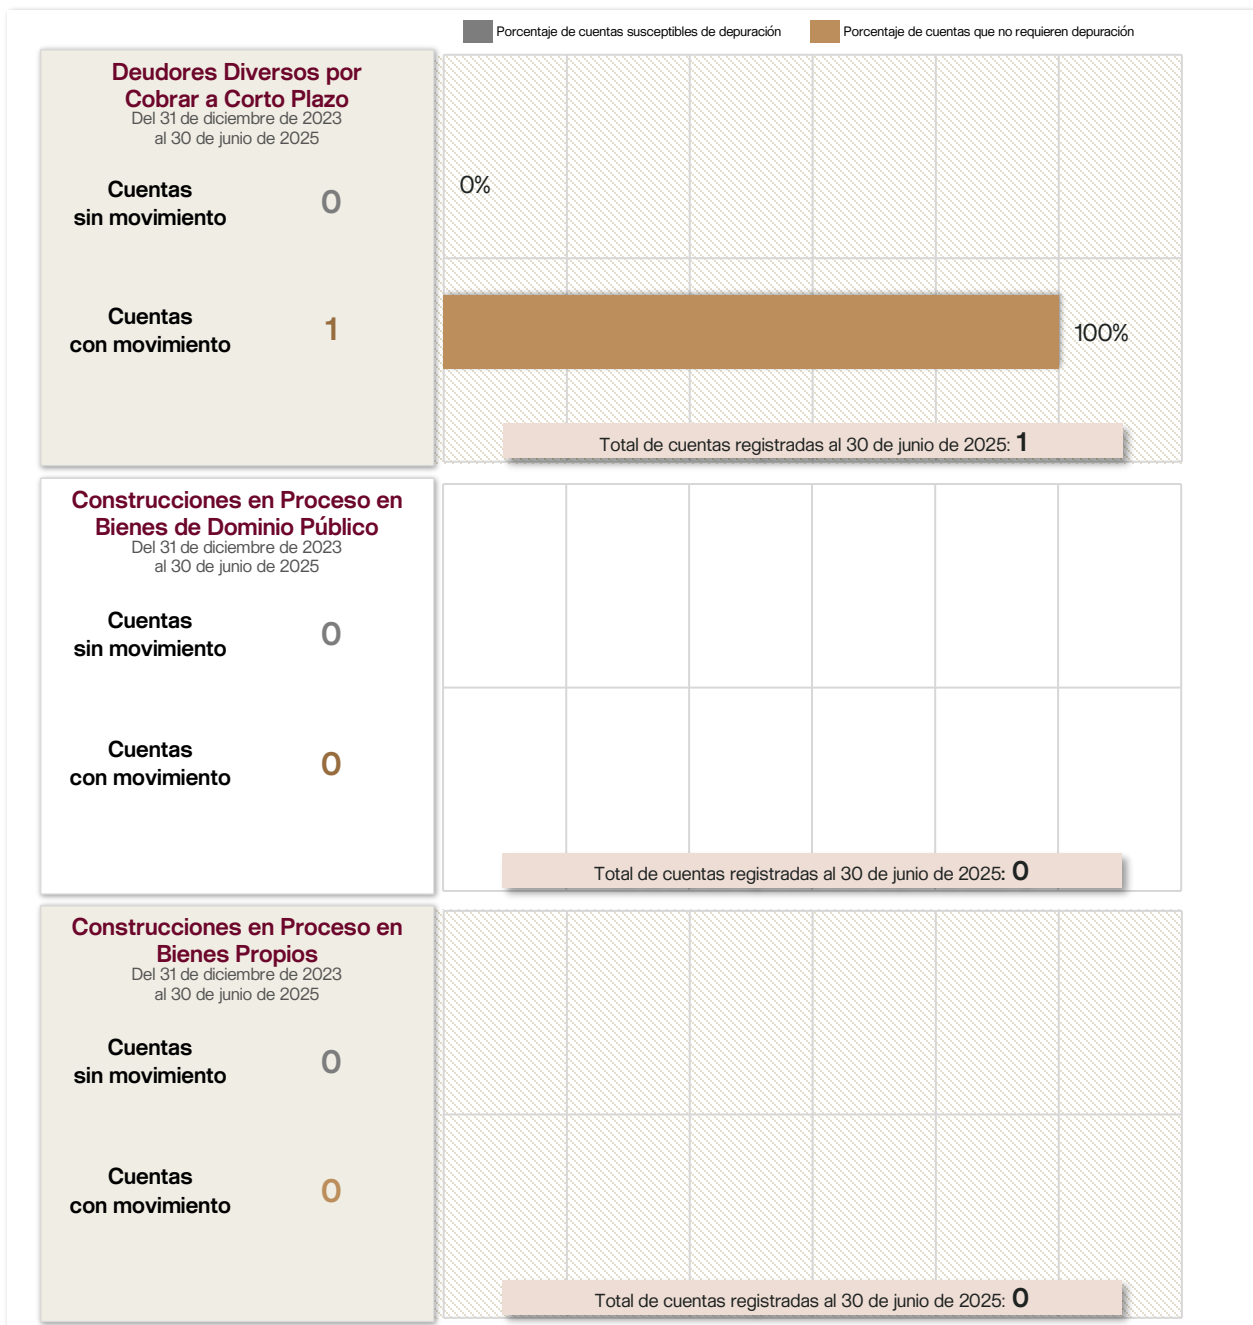 Porcentaje de cuentas susceptibles de depuración
Porcentaje de cuentas que no requieren depuración
Deudores Diversos por
Cobrar a Corto Plazo
Del 31 de diciembre de 2023
al 30 de junio de 2025
Cuentas
sin movimiento
0
0%
Cuentas
con movimiento
1
100%
Total de cuentas registradas al 30 de junio de 2025: 1
Construcciones en Proceso en
Bienes de Dominio Público
Del 31 de diciembre de 2023
al 30 de junio de 2025
Cuentas
sin movimiento
0
Cuentas
con movimiento
0
Total de cuentas registradas al 30 de junio de 2025: 0
Construcciones en Proceso en
Bienes Propios
Del 31 de diciembre de 2023
al 30 de junio de 2025
Cuentas
sin movimiento
0
Cuentas
con movimiento
0
Total de cuentas registradas al 30 de junio de 2025: 0